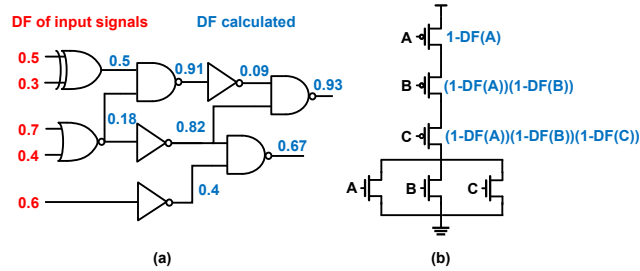 DF of input signals
DF calculated
0.5
0.3
0.5
0.91
0.09
0.93
0.7
0.4
0.18
0.82
0.67
0.6
0.4
(a)
A
1-DF(A)
B
(1-DF(A))(1-DF(B))
C
(1-DF(A))(1-DF(B))(1-DF(C))
A
B
C
(b)